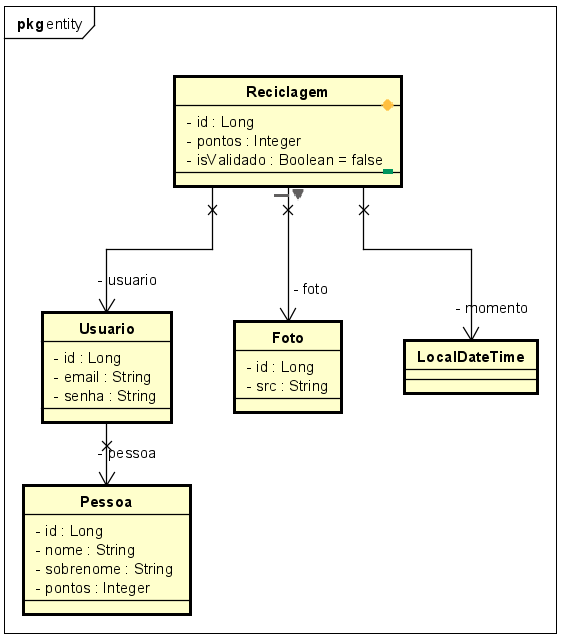 pkg entity
Reciclagem
- id : Long
- pontos : Integer
- isValidado : Boolean = false
- usuario
- foto
- momento
Usuario
- id : Long
- email : String
- senha : String
Foto
- id : Long
- src : String
LocalDateTime
- pessoa
Pessoa
- id : Long
- nome : String
- sobrenome : String
- pontos : Integer